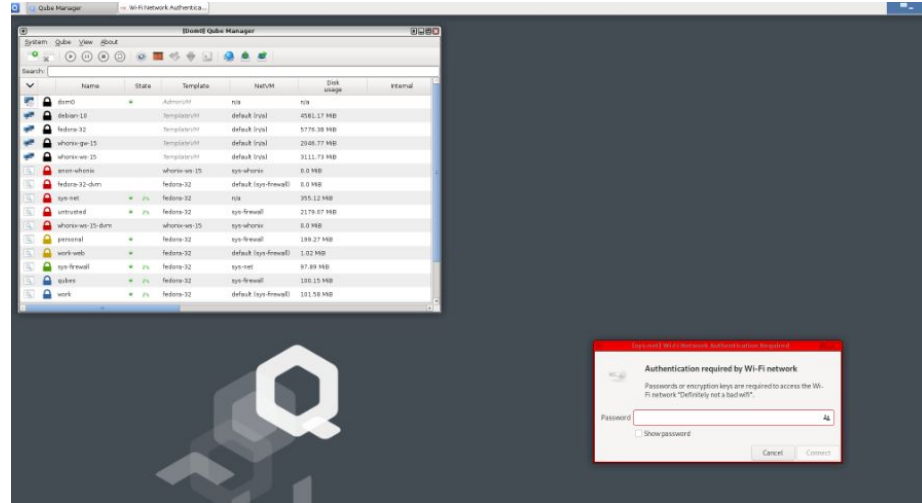 Qube Manager
Wi-Fi Network Authentica...
[Dom0] Qube Manager
System Qube View About
Search:
Name State Template NetVM Disk usage Internal
dom0 AdminVM n/a n/a
debian-10 TemplateVM default (n/a) 4581.17 MiB
fedora-32 TemplateVM default (n/a) 5778.38 MiB
whonix-gw-15 TemplateVM default (n/a) 2046.77 MiB
whonix-ws-15 TemplateVM default (n/a) 3111.73 MiB
anon-whonix whonix-ws-15 sys-whonix 0.0 MiB
fedora-32-dvm fedora-32 default (sys-firewall) 0.0 MiB
sys-net fedora-32 n/a 355.12 MiB
untrusted fedora-32 sys-firewall 2179.07 MiB
whonix-ws-15-dvm whonix-ws-15 sys-whonix 0.0 MiB
personal fedora-32 sys-firewall 199.27 MiB
work-web fedora-32 default (sys-firewall) 1.02 MiB
sys-firewall fedora-32 sys-net 97.89 MiB
qubes fedora-32 sys-firewall 100.15 MiB
work fedora-32 default (sys-firewall) 101.58 MiB
[sys-net] Wi-Fi Network Authentication Required
Authentication required by Wi-Fi network
Passwords or encryption keys are required to access the Wi-
Fi network "Definitely not a bad wifi".
Password
Show password
Cancel Connect